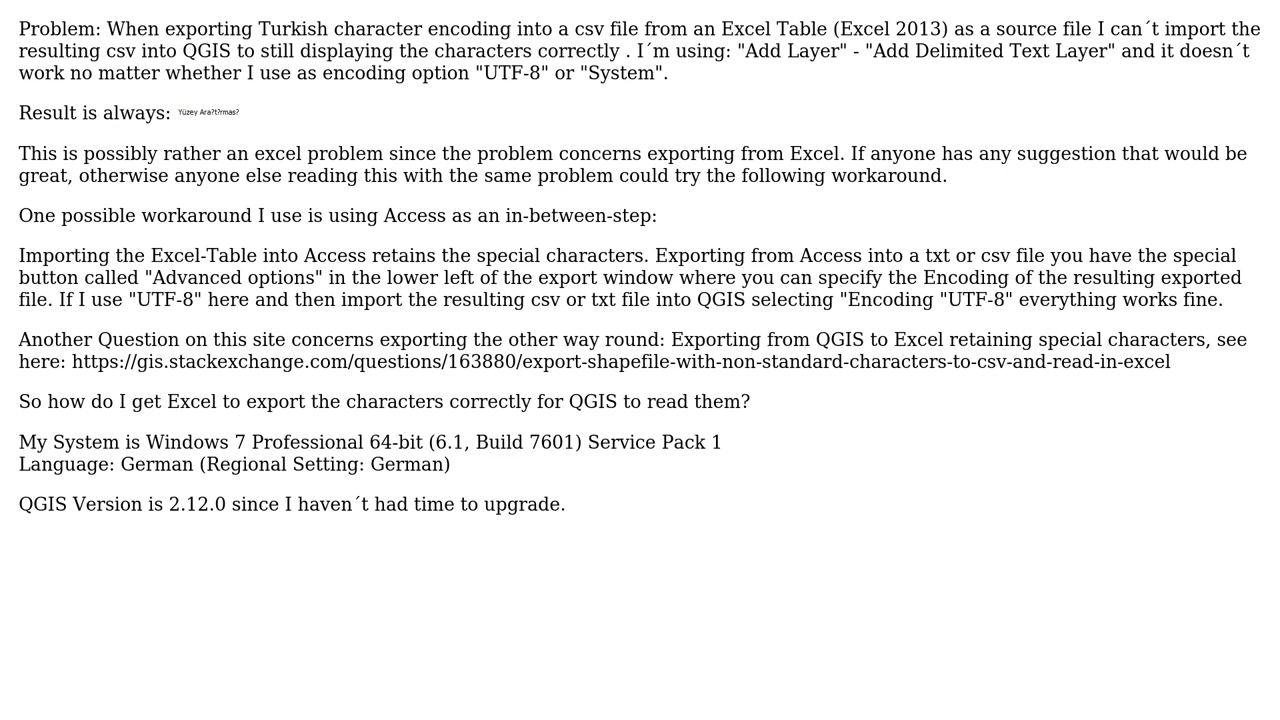 Problem: When exporting Turkish character encoding into a csv file from an Excel Table (Excel 2013) as a source file I can´t import the
resulting csv into QGIS to still displaying the characters correctly . I´m using: "Add Layer" - "Add Delimited Text Layer" and it doesn´t
work no matter whether I use as encoding option "UTF-8" or "System".
Result is always: Yüzey Ara?t?rmas?
This is possibly rather an excel problem since the problem concerns exporting from Excel. If anyone has any suggestion that would be
great, otherwise anyone else reading this with the same problem could try the following workaround.
One possible workaround I use is using Access as an in-between-step:
Importing the Excel-Table into Access retains the special characters. Exporting from Access into a txt or csv file you have the special
button called "Advanced options" in the lower left of the export window where you can specify the Encoding of the resulting exported
file. If I use "UTF-8" here and then import the resulting csv or txt file into QGIS selecting "Encoding "UTF-8" everything works fine.
Another Question on this site concerns exporting the other way round: Exporting from QGIS to Excel retaining special characters, see
here: https://gis.stackexchange.com/questions/163880/export-shapefile-with-non-standard-characters-to-csv-and-read-in-excel
So how do I get Excel to export the characters correctly for QGIS to read them?
My System is Windows 7 Professional 64-bit (6.1, Build 7601) Service Pack 1
Language: German (Regional Setting: German)
QGIS Version is 2.12.0 since I haven´t had time to upgrade.